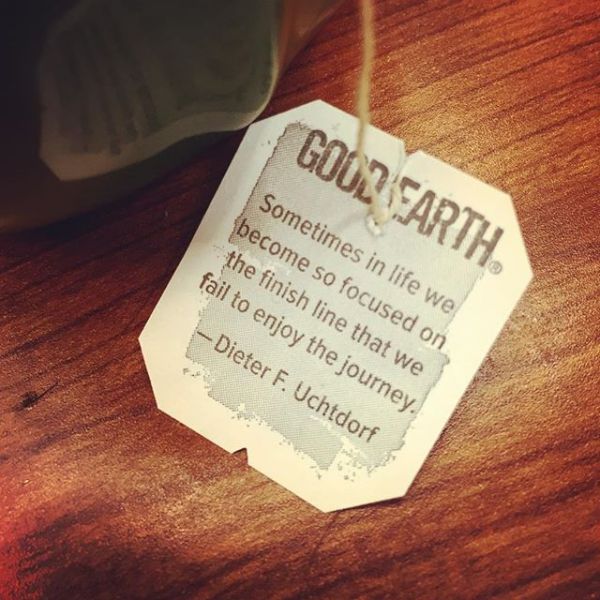 GOOD EARTH®
Sometimes in life we
become so focused on
the finish line that we
fail to enjoy the journey.
—Dieter F. Uchtdorf